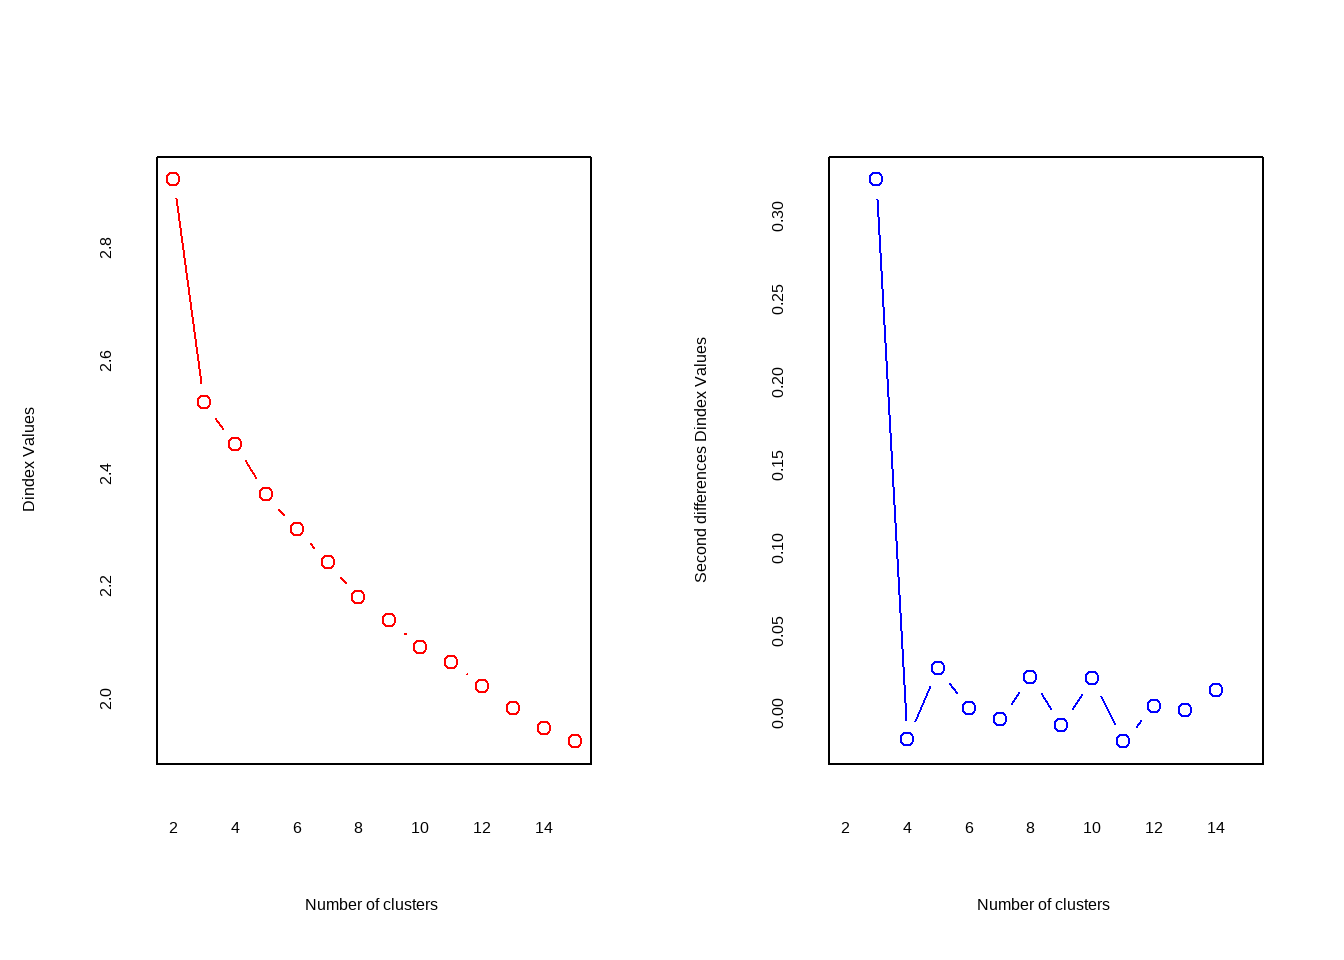 Dindex Values
2.8
2.6
2.4
2.2
2.0
2 4 6 8 10 12 14
Number of clusters
Second differences Dindex Values
0.30
0.25
0.20
0.15
0.10
0.05
0.00
2 4 6 8 10 12 14
Number of clusters